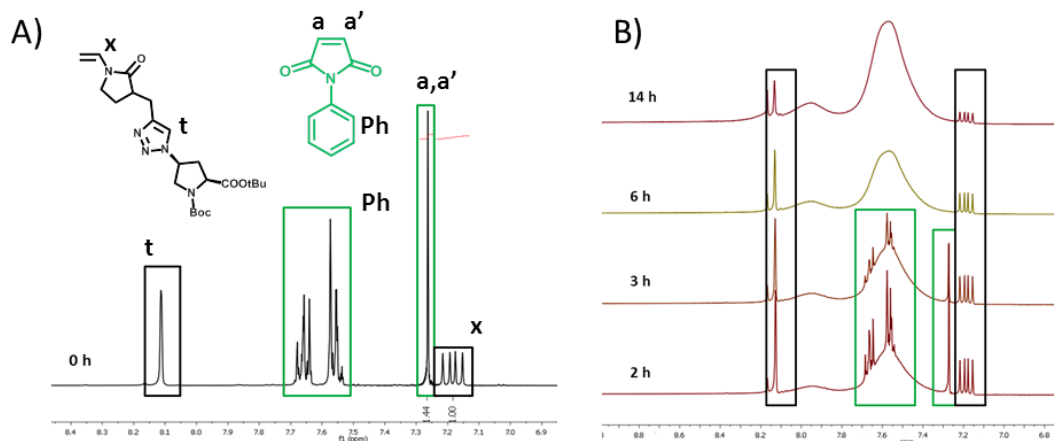 A)
x
O
N
t
N
N
N
N
Boc
COOtBu
a a’
O
O
N
Ph
a,a’
Ph
t
x
0 h
1.44
1.00
8.4 8.3 8.2 8.1 8.0 7.9 7.8 7.7 7.6 7.5 7.4 7.3 7.2 7.1 7.0 6.9
f1 (ppm)
B)
14 h
6 h
3 h
2 h
8.8 8.6 8.4 8.2 8.0 7.8 7.6 7.4 7.2 7.0 6.8